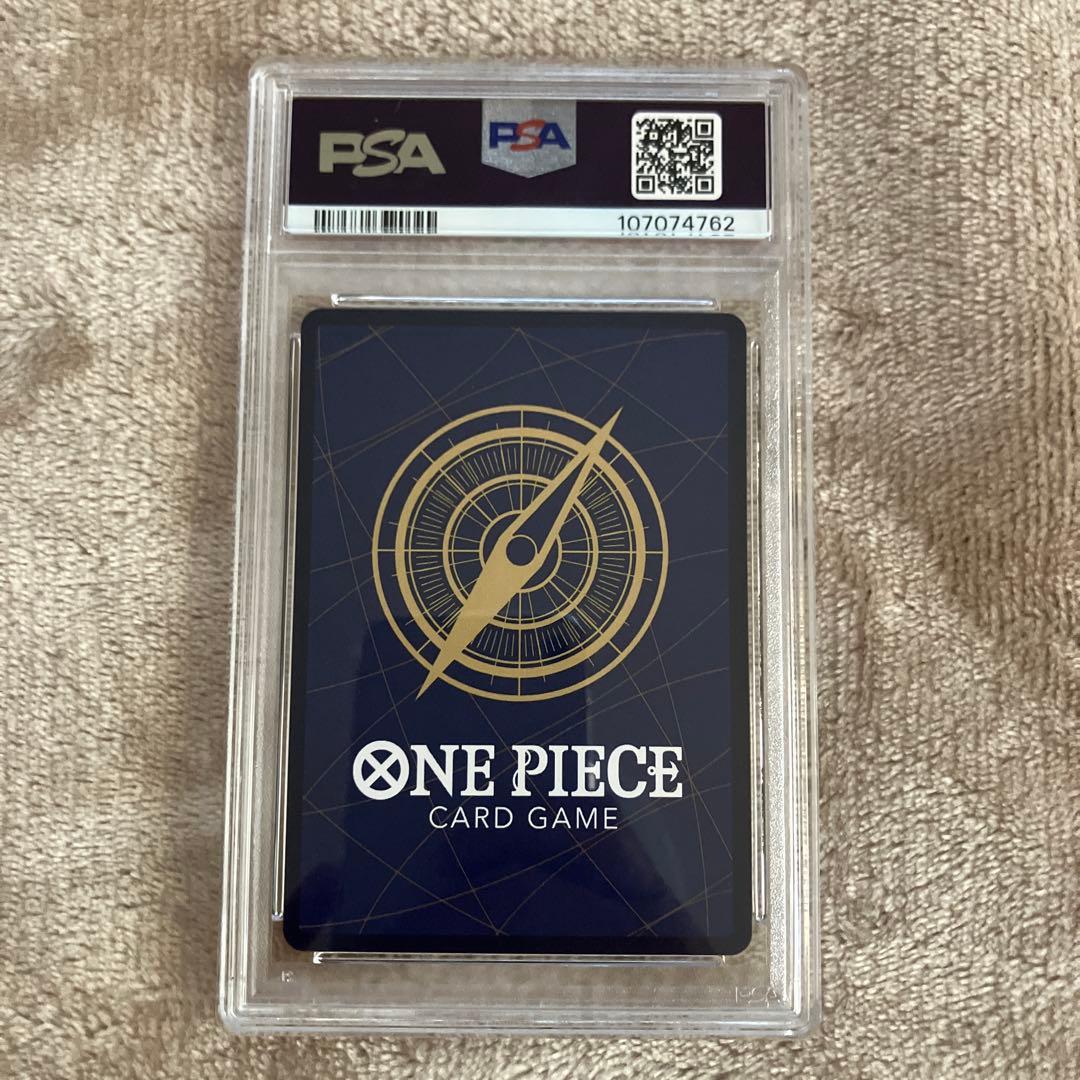 PSA
PSA
107074762
ONE PIECE
CARD GAME